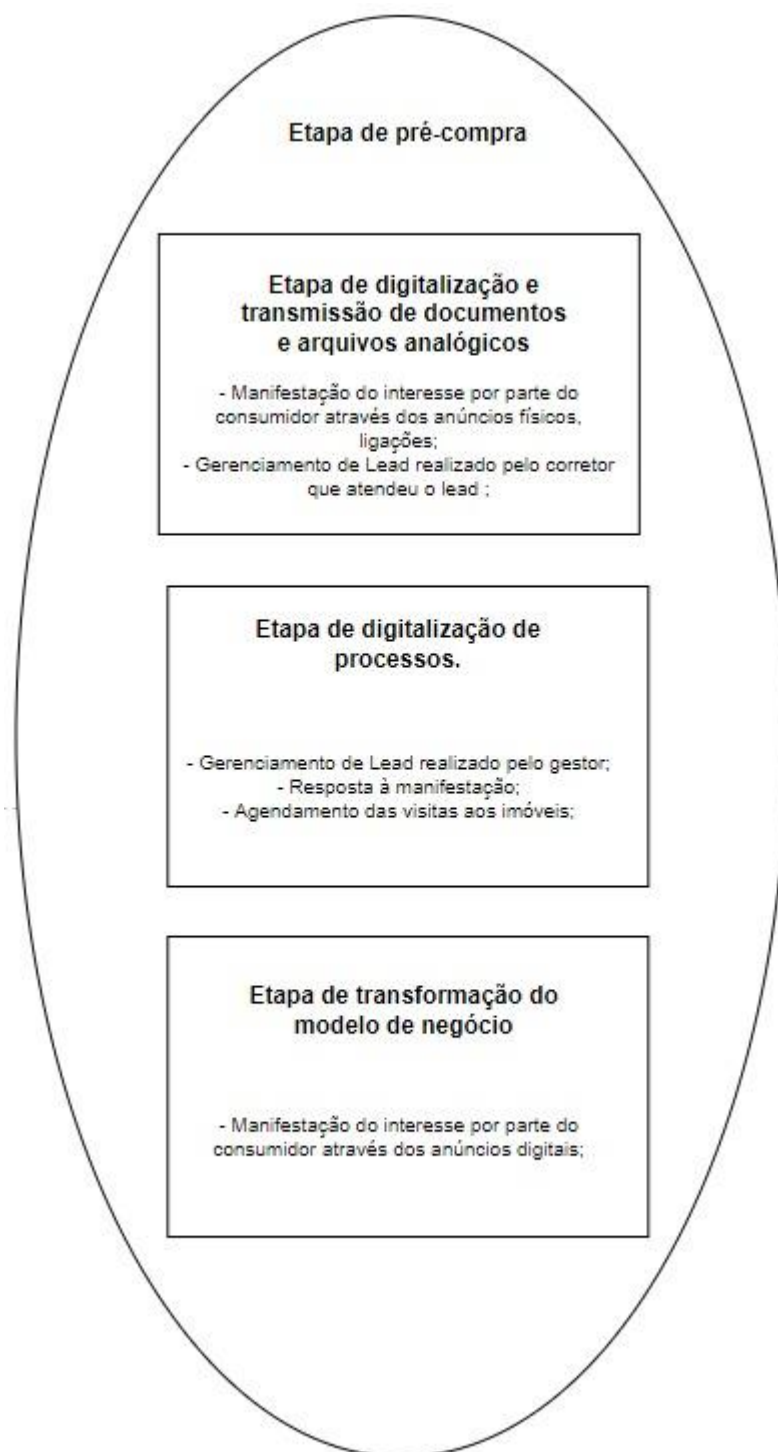 Etapa de pré-compra
Etapa de digitalização e
transmissão de documentos
e arquivos analógicos
- Manifestação do interesse por parte do
consumidor através dos anúncios físicos,
ligações;
- Gerenciamento de Lead realizado pelo corretor
que atendeu o lead ;
Etapa de digitalização de
processos.
- Gerenciamento de Lead realizado pelo gestor;
- Resposta à manifestação;
- Agendamento das visitas aos imóveis;
Etapa de transformação do
modelo de negócio
- Manifestação do interesse por parte do
consumidor através dos anúncios digitais;